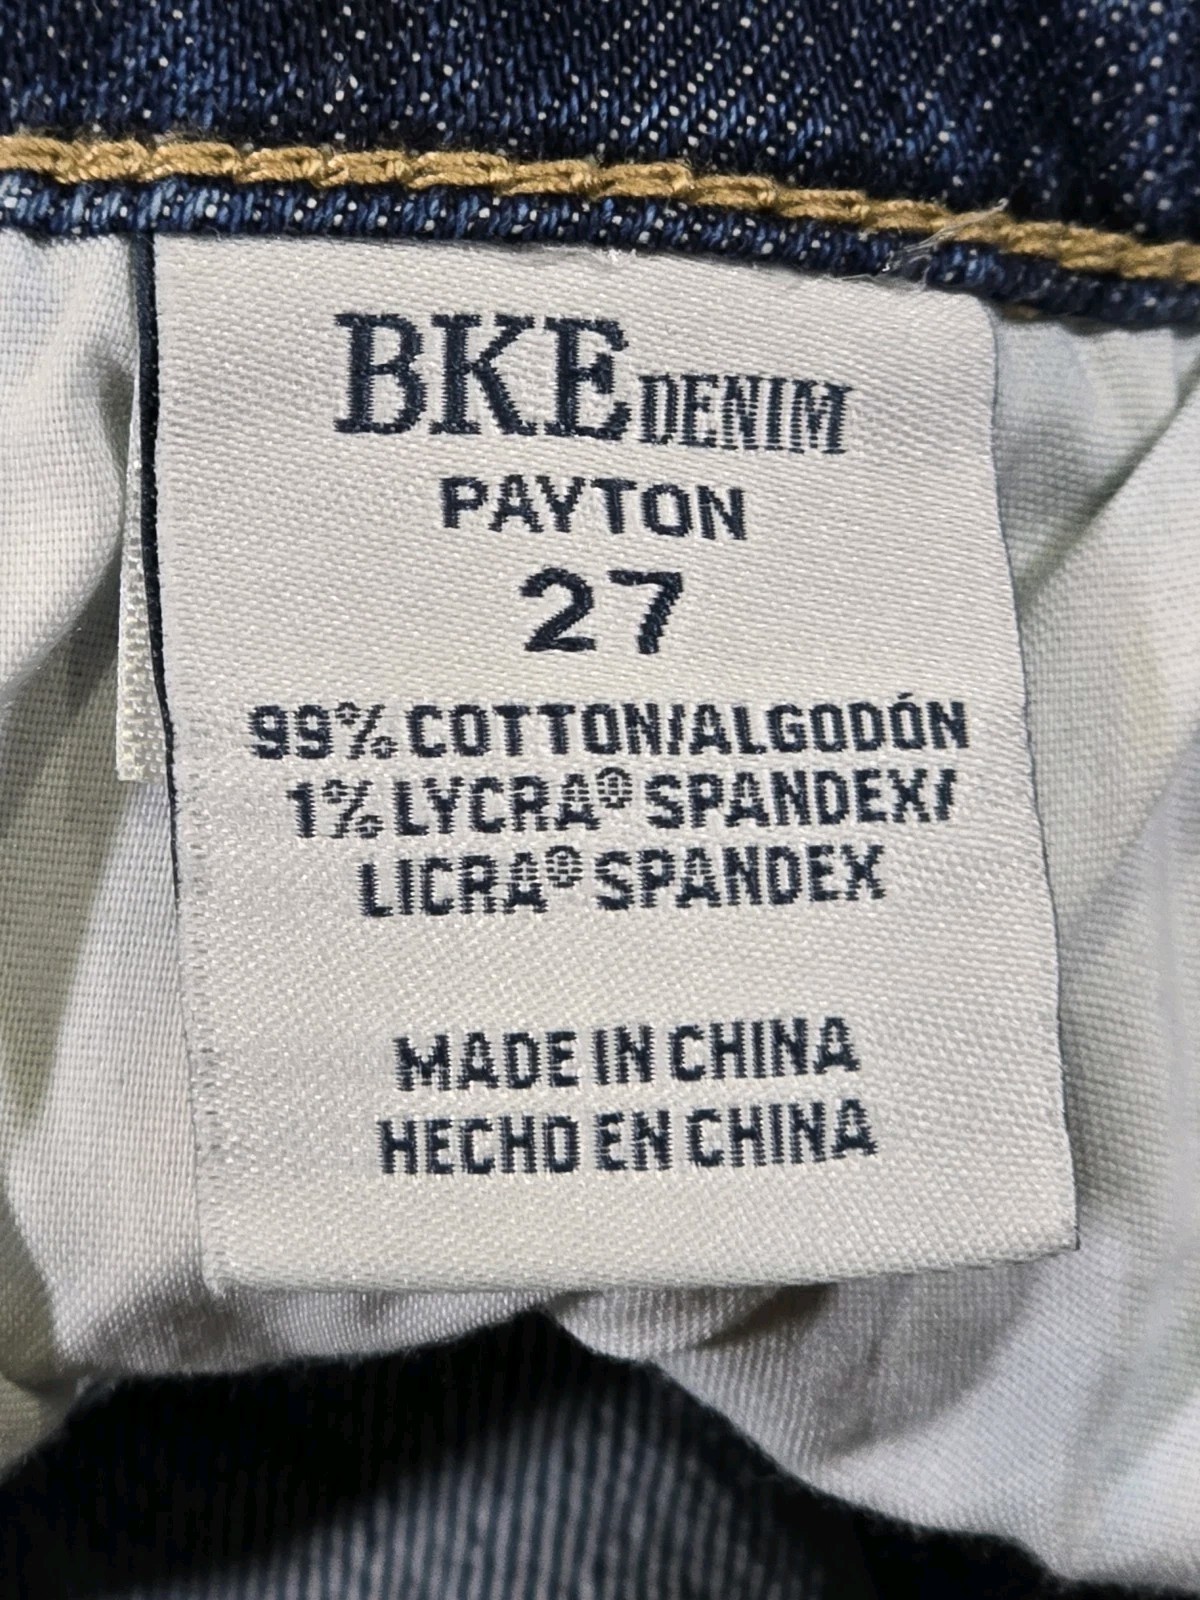 BKE DENIM
PAYTON
27
99% COTTON/ALGODÓN
1% LYCRA® SPANDEX/
LICRA® SPANDEX
MADE IN CHINA
HECHO EN CHINA